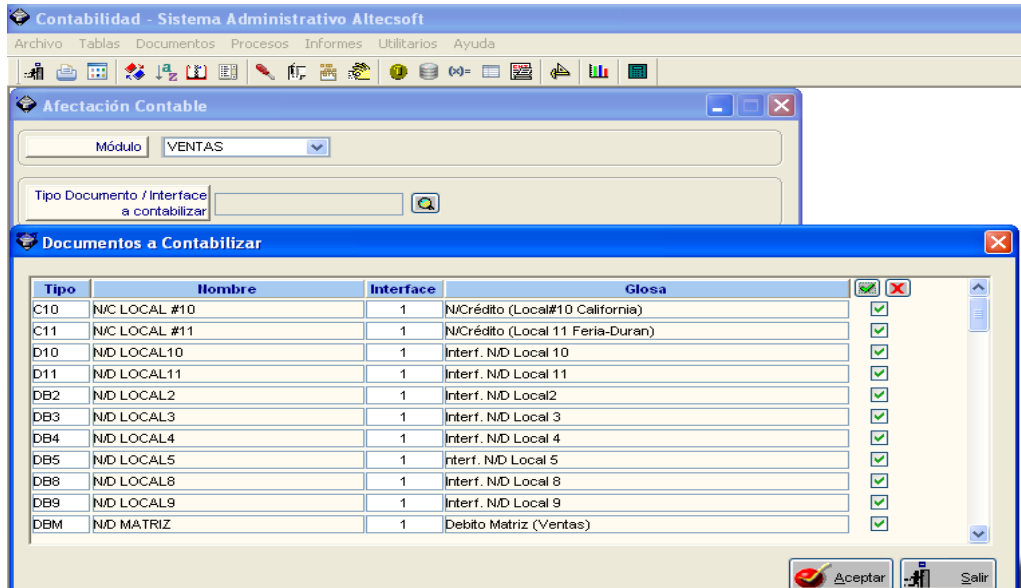 Contabilidad - Sistema Administrativo Altecsoft
Archivo Tablas Documentos Procesos Informes Utilitarios Ayuda
Afectación Contable
Módulo VENTAS
Tipo Documento / Interface
a contabilizar
Documentos a Contabilizar
Tipo Nombre Interface Glosa
C10 N/C LOCAL #10 1 N/Crédito (Local#10 California)
C11 N/C LOCAL #11 1 N/Crédito (Local 11 Feria-Duran)
D10 N/D LOCAL10 1 Interf. N/D Local 10
D11 N/D LOCAL11 1 Interf. N/D Local 11
DB2 N/D LOCAL2 1 Interf. N/D Local2
DB3 N/D LOCAL3 1 Interf. N/D Local 3
DB4 N/D LOCAL4 1 Interf. N/D Local 4
DB5 N/D LOCAL5 1 nterf. N/D Local 5
DB8 N/D LOCAL8 1 Interf. N/D Local 8
DB9 N/D LOCAL9 1 Interf. N/D Local 9
DBM N/D MATRIZ 1 Debito Matriz (Ventas)
Aceptar Salir